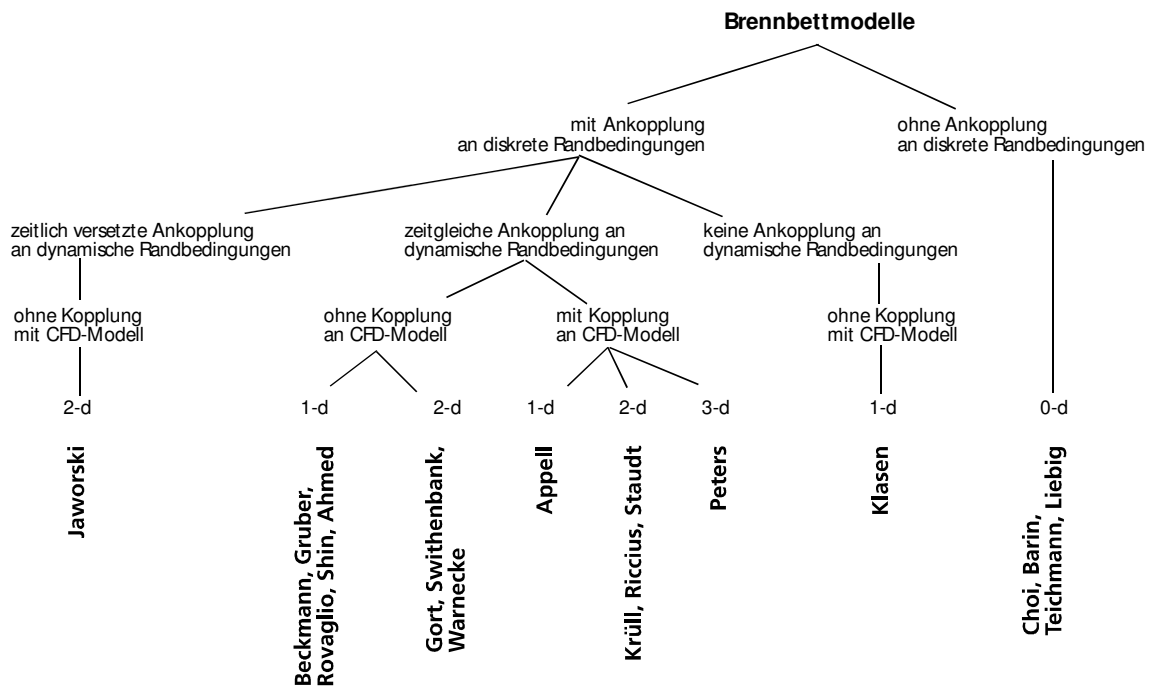 Brennbettmodelle
mit Ankopplung
an diskrete Randbedingungen
ohne Ankopplung
an diskrete Randbedingungen
zeitlich versetzte Ankopplung
an dynamische Randbedingungen
zeitgleiche Ankopplung an
dynamische Randbedingungen
keine Ankopplung an
dynamische Randbedingungen
ohne Kopplung
mit CFD-Modell
ohne Kopplung
an CFD-Modell
mit Kopplung
an CFD-Modell
ohne Kopplung
mit CFD-Modell
2-d
1-d
2-d
1-d
2-d
3-d
1-d
0-d
Jaworski
Beckmann, Gruber,
Rovaglio, Shin, Ahmed
Gort, Swithenbank,
Warnecke
Appell
Krüll, Riccius, Staudt
Peters
Klasen
Choi, Barin,
Teichmann, Liebig